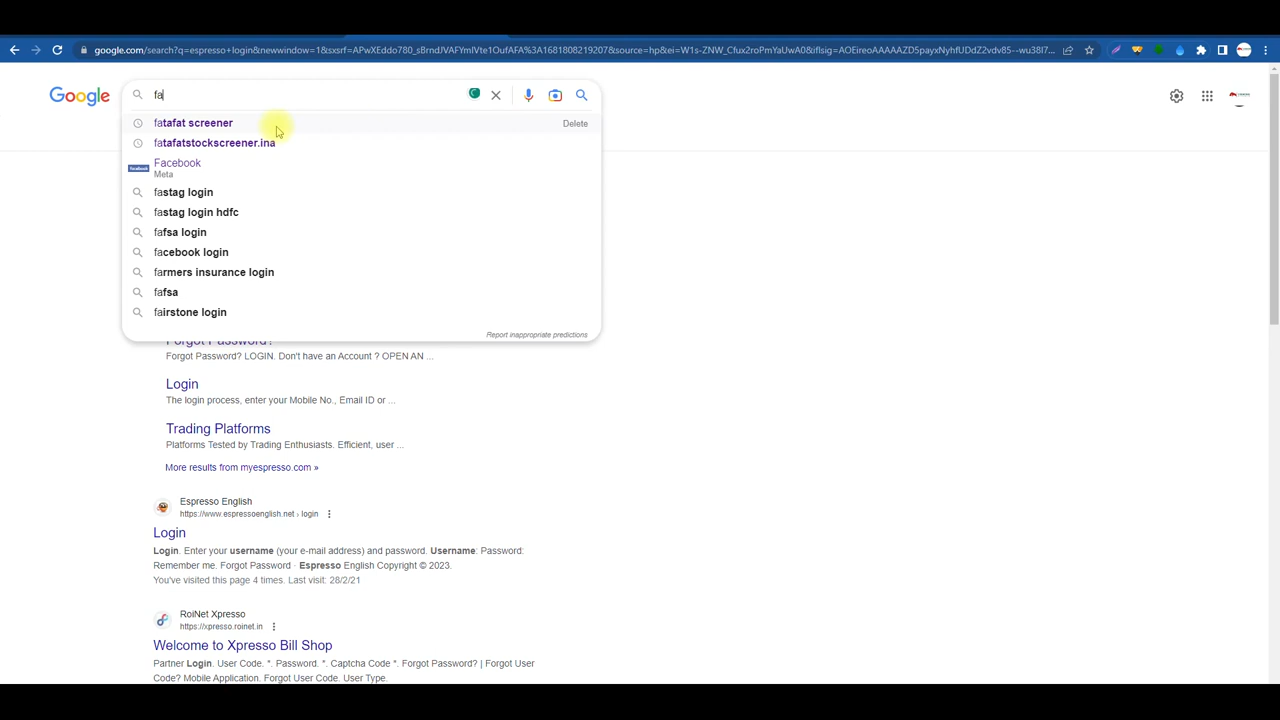 google.com/search?q=espresso+login&newwindow=1&sxsrf=APwXEddo780_sBrndJVAFYmlVte1OufAFA%3A1681808219207&source=hp&ei=W1s-ZNW_Cfux2roPmYaUwA0&iflsig=AOEireoAAAAAZD5payxNyhfUDdZ2vdv85--wu38l7...
Google
fa
fatafat screener
Delete
fatafatstockscreener.ina
facebook
Facebook
Meta
fastag login
fastag login hdfc
fafsa login
facebook login
farmers insurance login
fafsa
fairstone login
Report inappropriate predictions
Forgot Password?
Forgot Password? LOGIN. Don't have an Account ? OPEN AN ...
Login
The login process, enter your Mobile No., Email ID or ...
Trading Platforms
Platforms Tested by Trading Enthusiasts. Efficient, user ...
More results from myespresso.com »
Espresso English
https://www.espressoenglish.net › login
Login
Login. Enter your username (your e-mail address) and password. Username: Password:
Remember me. Forgot Password · Espresso English Copyright © 2023.
You've visited this page 4 times. Last visit: 28/2/21
RoiNet Xpresso
https://xpresso.roinet.in
Welcome to Xpresso Bill Shop
Partner Login. User Code. *. Password. *. Captcha Code *. Forgot Password? | Forgot User
Code? Mobile Application. Forgot User Code. User Type.